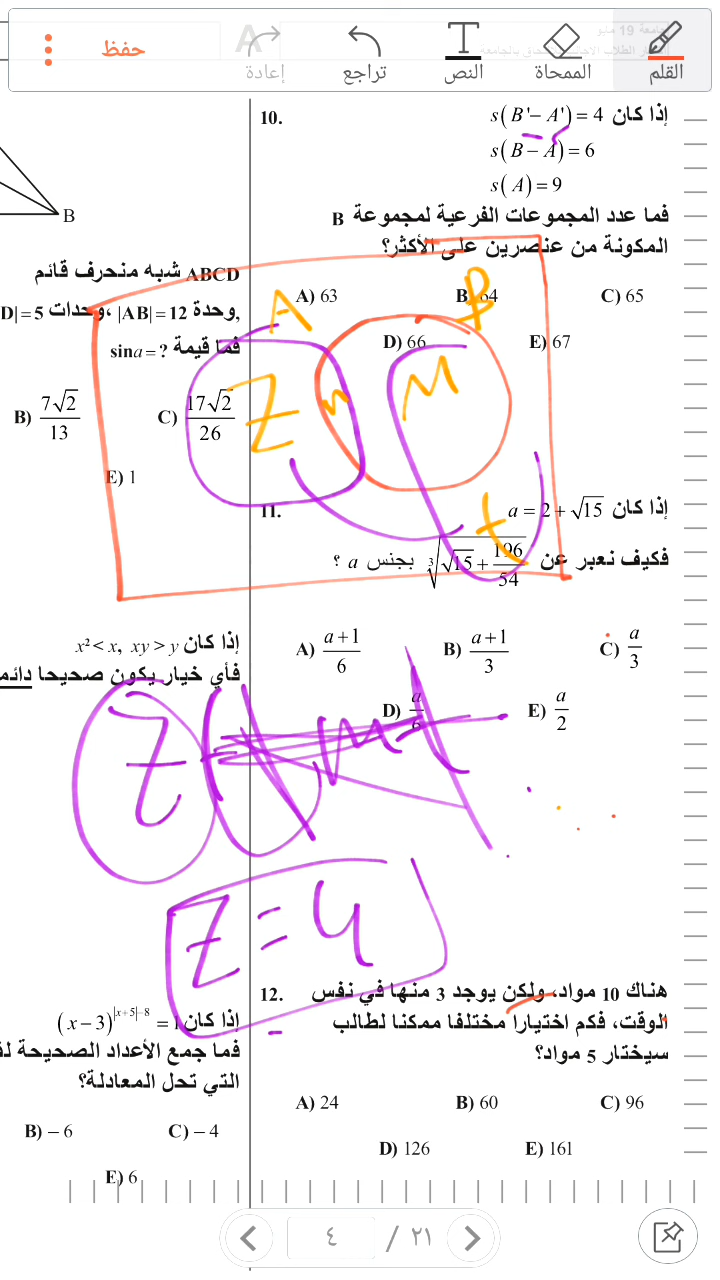 حفظ
إعادة
تراجع
النص
الممحاة
القلم
جامعة 19 مايو
10.
إذا كان s(B'−A')=4
s(B−A)=6
s(A)=9
فما عدد المجموعات الفرعية لمجموعة B
المكونة من عنصرين على الأكثر؟
A) 63
B) 64
C) 65
D) 66
E) 67
A
B
Z
n
M
t
11.
إذا كان a=2+√15
فكيف نعبر عن ∛(√15+196/54) بجنس a ؟
A) (a+1)/6
B) (a+1)/3
C) a/3
D) a
E) a/2
Z
Z=4
12.
هناك 10 مواد، ولكن يوجد 3 منها في نفس
الوقت، فكم اختيارا مختلفا ممكنا لطالب
سيختار 5 مواد؟
A) 24
B) 60
C) 96
D) 126
E) 161
B
ABCD شبه منحرف قائم
,وحدة |AB|=12 ،وحدات D|=5
فما قيمة ?=sina
B) 7√2/13
C) 17√2/26
E) 1
إذا كان x²<x, xy>y
فأي خيار يكون صحيحا دائم
إذا كان (x−3)^(|x+5|−8)=1
فما جمع الأعداد الصحيحة
التي تحل المعادلة؟
B) −6
C) −4
E) 6
٤
/ ٢١